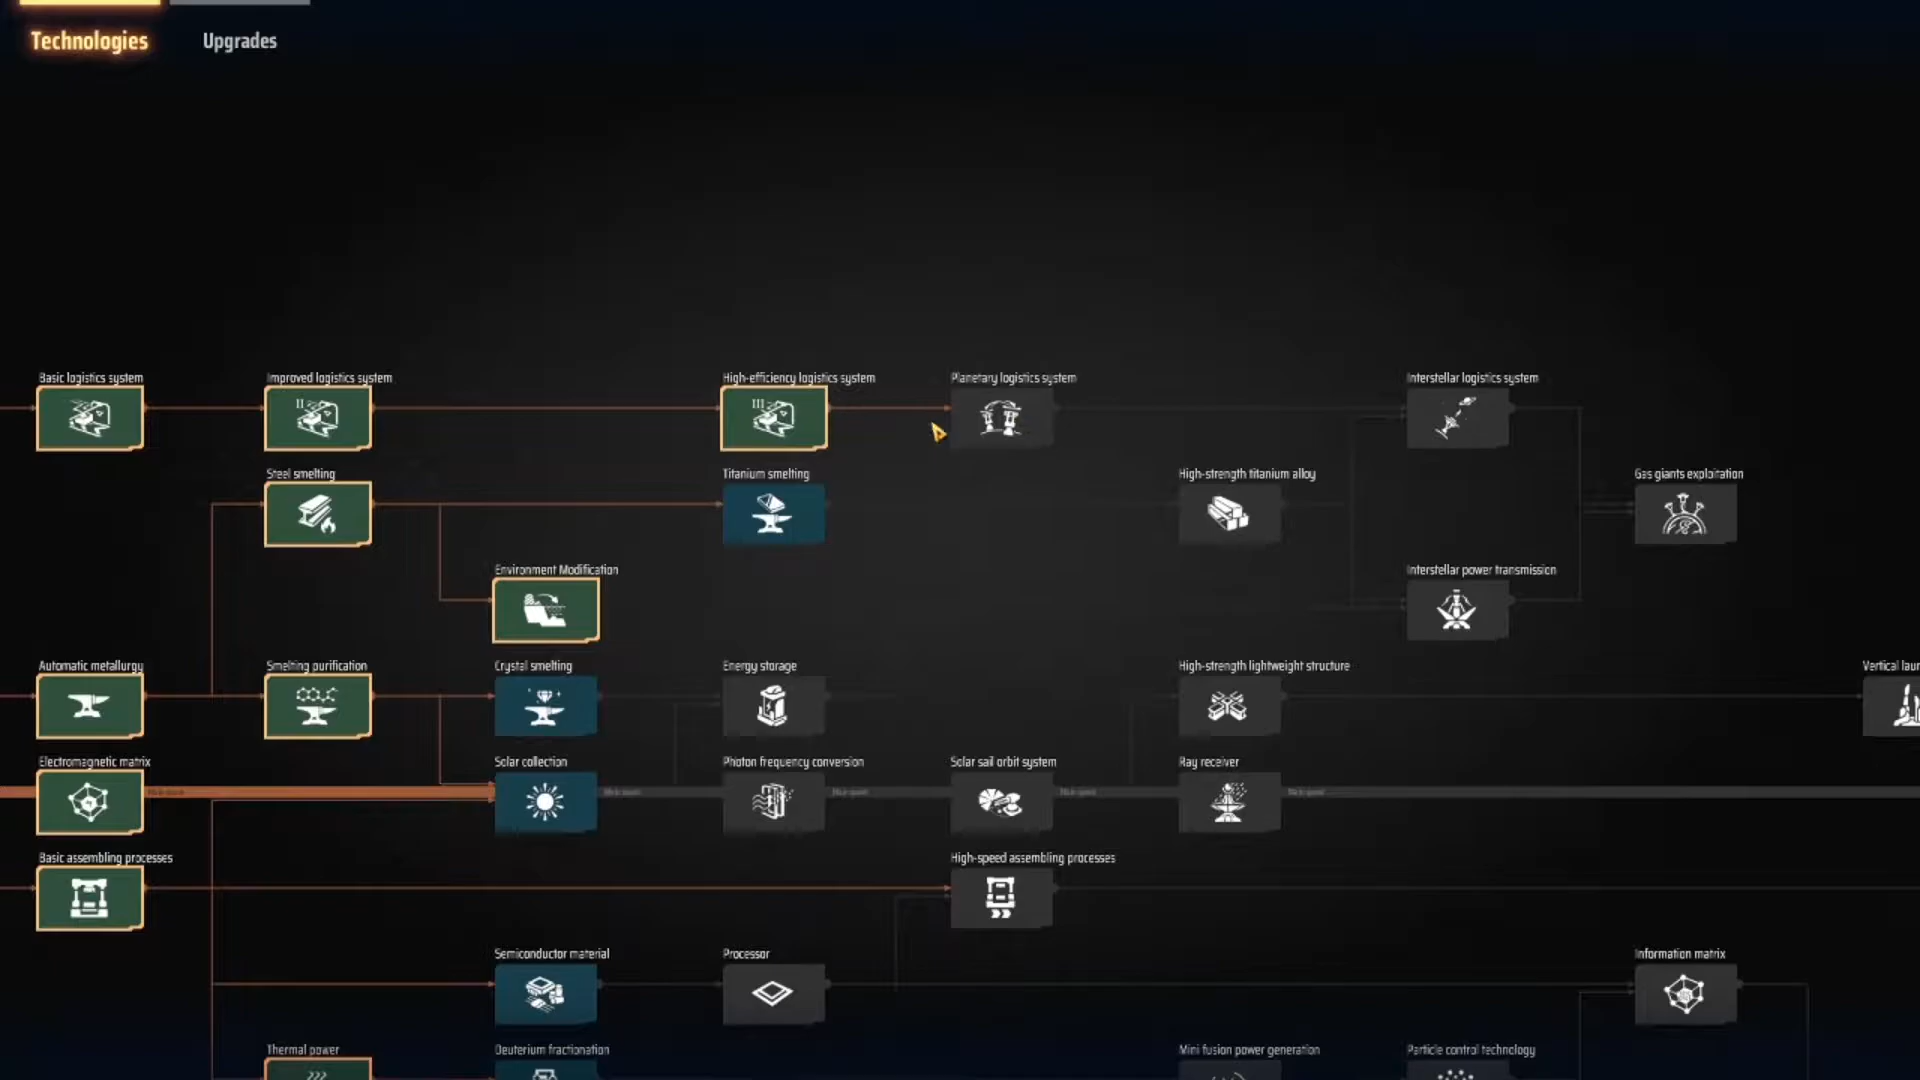 Technologies
Upgrades
Basic logistics system
Improved logistics system
High-efficiency logistics system
Planetary logistics system
Interstellar logistics system
Steel smelting
Titanium smelting
High-strength titanium alloy
Gas giants exploitation
Environment Modification
Interstellar power transmission
Automatic metallurgy
Smelting purification
Crystal smelting
Energy storage
High-strength lightweight structure
Vertical
Electromagnetic matrix
Solar collection
Photon frequency conversion
Solar sail orbit system
Ray receiver
Basic assembling processes
High-speed assembling processes
Semiconductor material
Processor
Information matrix
Thermal power
Deuterium fractionation
Mini fusion power generation
Particle control technology